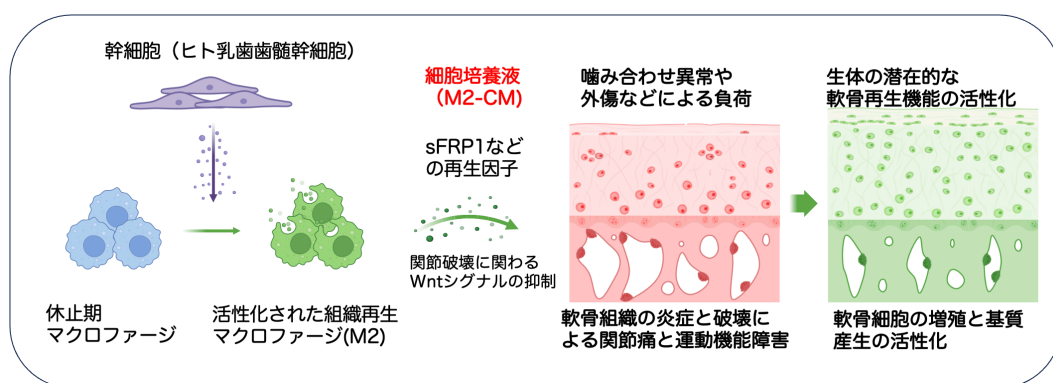 幹細胞（ヒト乳歯歯髄幹細胞）
休止期
マクロファージ
活性化された組織再生
マクロファージ(M2)
細胞培養液
（M2-CM)
sFRP1など
の再生因子
関節破壊に関わる
Wntシグナルの抑制
噛み合わせ異常や
外傷などによる負荷
軟骨組織の炎症と破壊に
よる関節痛と運動機能障害
生体の潜在的な
軟骨再生機能の活性化
軟骨細胞の増殖と基質
産生の活性化